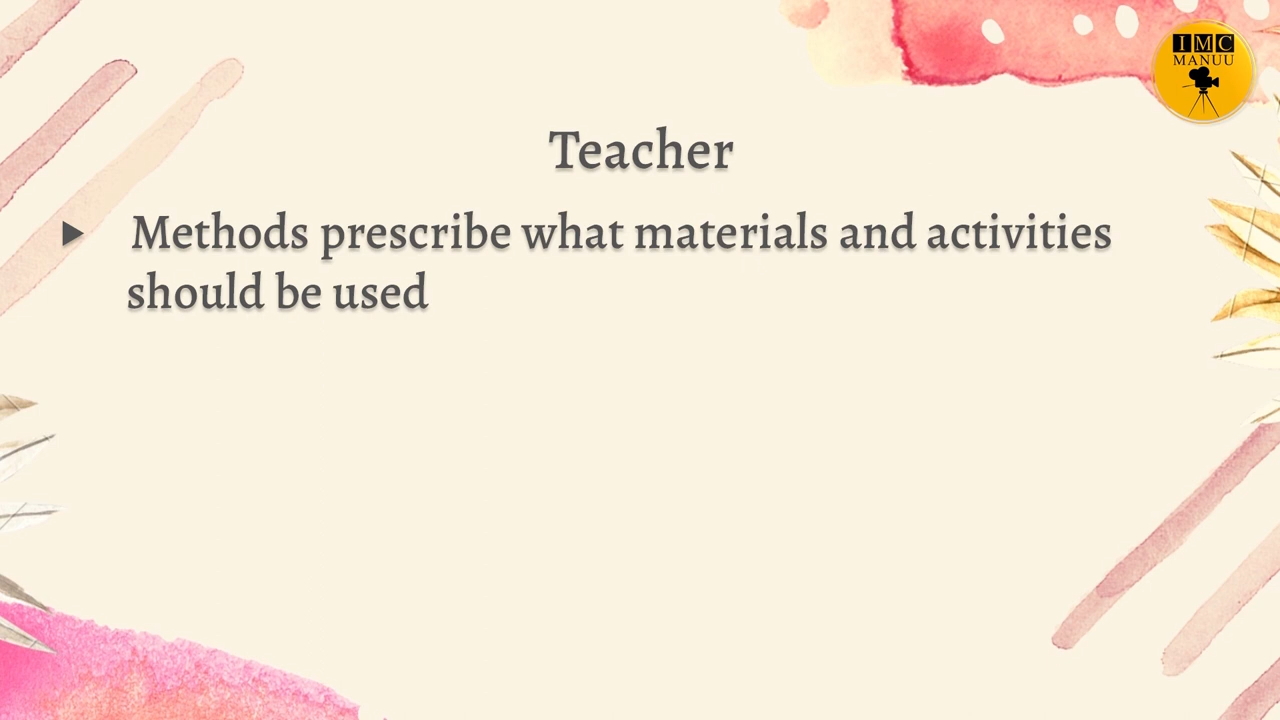 IMC
MANUU
Teacher
Methods prescribe what materials and activities
should be used